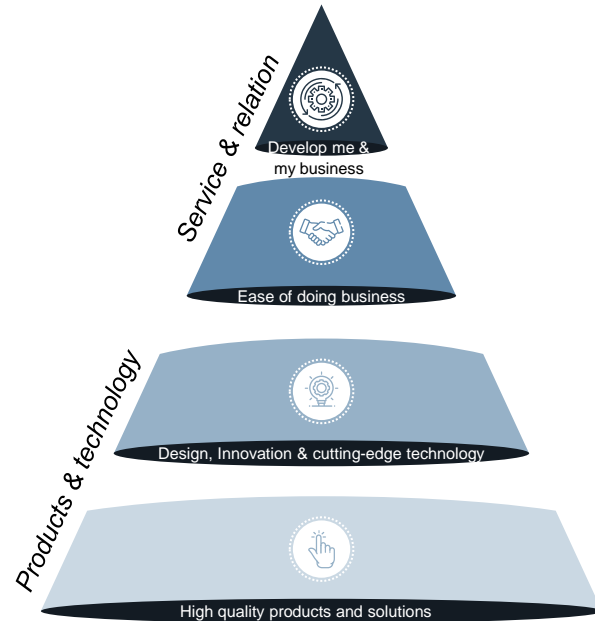 Service & relation
Develop me &
my business
Ease of doing business
Products & technology
Design, Innovation & cutting-edge technology
High quality products and solutions